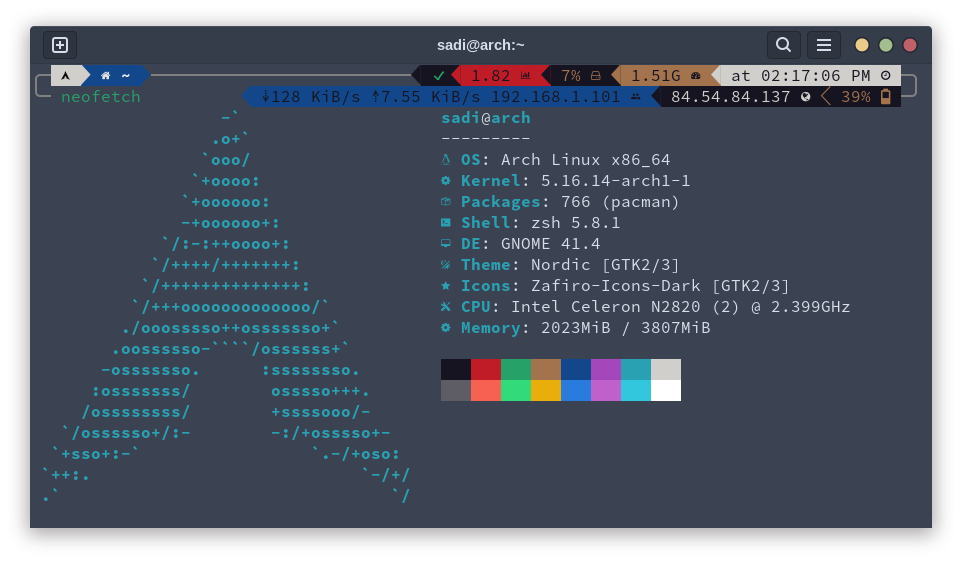 sadi@arch:~
~ ✓ 1.82 7% 1.51G at 02:17:06 PM
neofetch ↓128 KiB/s ↑7.55 KiB/s 192.168.1.101 84.54.84.137 39%
-`
.o+` sadi@arch
`ooo/ ---------
`+oooo: OS: Arch Linux x86_64
`+oooooo: Kernel: 5.16.14-arch1-1
-+oooooo+: Packages: 766 (pacman)
`/:-:++oooo+: Shell: zsh 5.8.1
`/++++/+++++++: DE: GNOME 41.4
`/++++++++++++++: Theme: Nordic [GTK2/3]
`/+++ooooooooooooo/` Icons: Zafiro-Icons-Dark [GTK2/3]
./ooosssso++osssssso+` CPU: Intel Celeron N2820 (2) @ 2.399GHz
.oossssso-````/ossssss+` Memory: 2023MiB / 3807MiB
-osssssso. :ssssssso.
:osssssss/ osssso+++.
/ossssssss/ +ssssooo/-
`/ossssso+/:- -:/+osssso+-
`+sso+:-` `.-/+oso:
`++:. `-/+/
.` `/